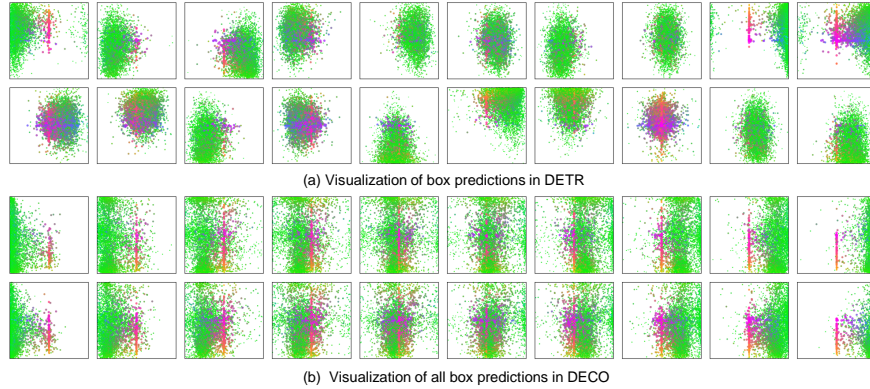 (a) Visualization of box predictions in DETR
(b) Visualization of all box predictions in DECO